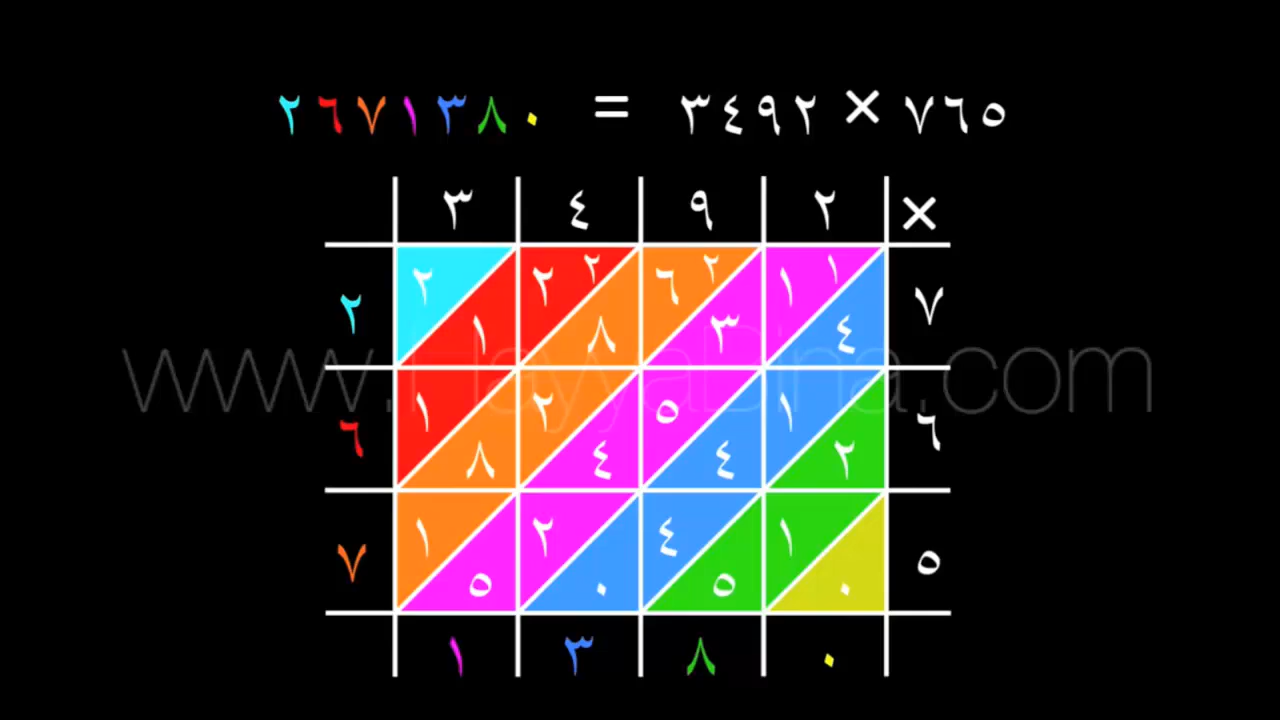 ٢٦٧١٣٨٠ = ٣٤٩٢ × ٧٦٥
٣ ٤ ٩ ٢ ×
٢ ٢ ٢ ٦ ٢ ١ ١
٢ ١ ٨ ٣ ٤ ٧
١ ٢ ٥ ١
٦ ٨ ٤ ٤ ٢ ٦
١ ٢ ٤ ١
٧ ٥ ٠ ٥ ٠ ٥
١ ٣ ٨ ٠
www.HayyaBina.com